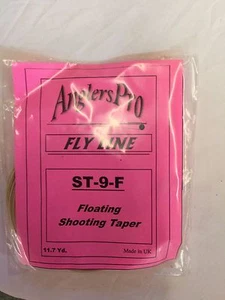 AnglersPro
FLY LINE
ST-9-F
Floating
Shooting Taper
11.7 Yd.
Made in UK